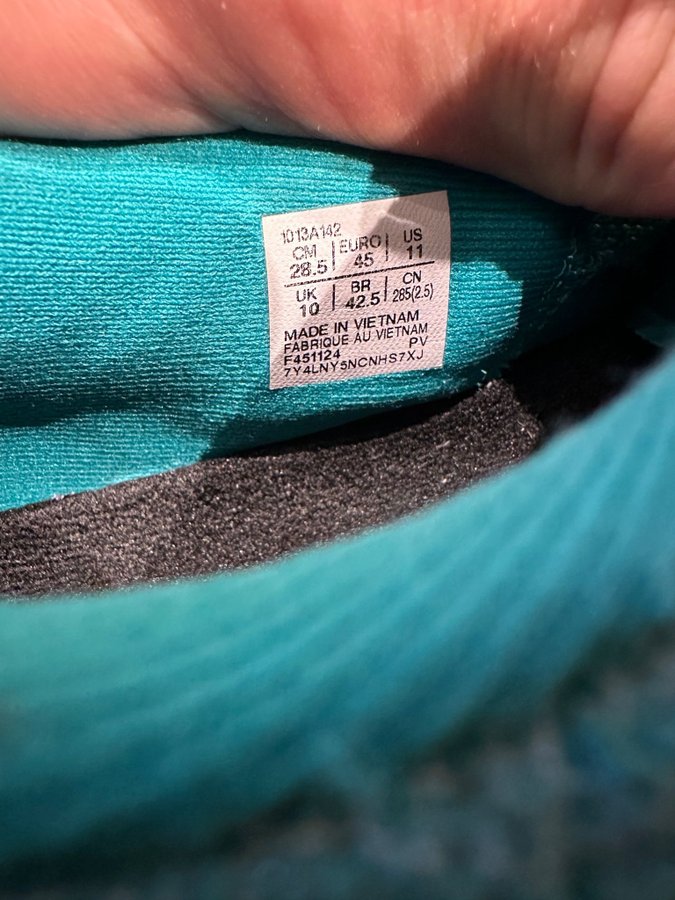 1013A142
CM EURO US
28.5 45 11
UK BR CN
10 42.5 285(2.5)
MADE IN VIETNAM
FABRIQUE AU VIETNAM
F451124 PV
7Y4LNY5NCNHS7XJ